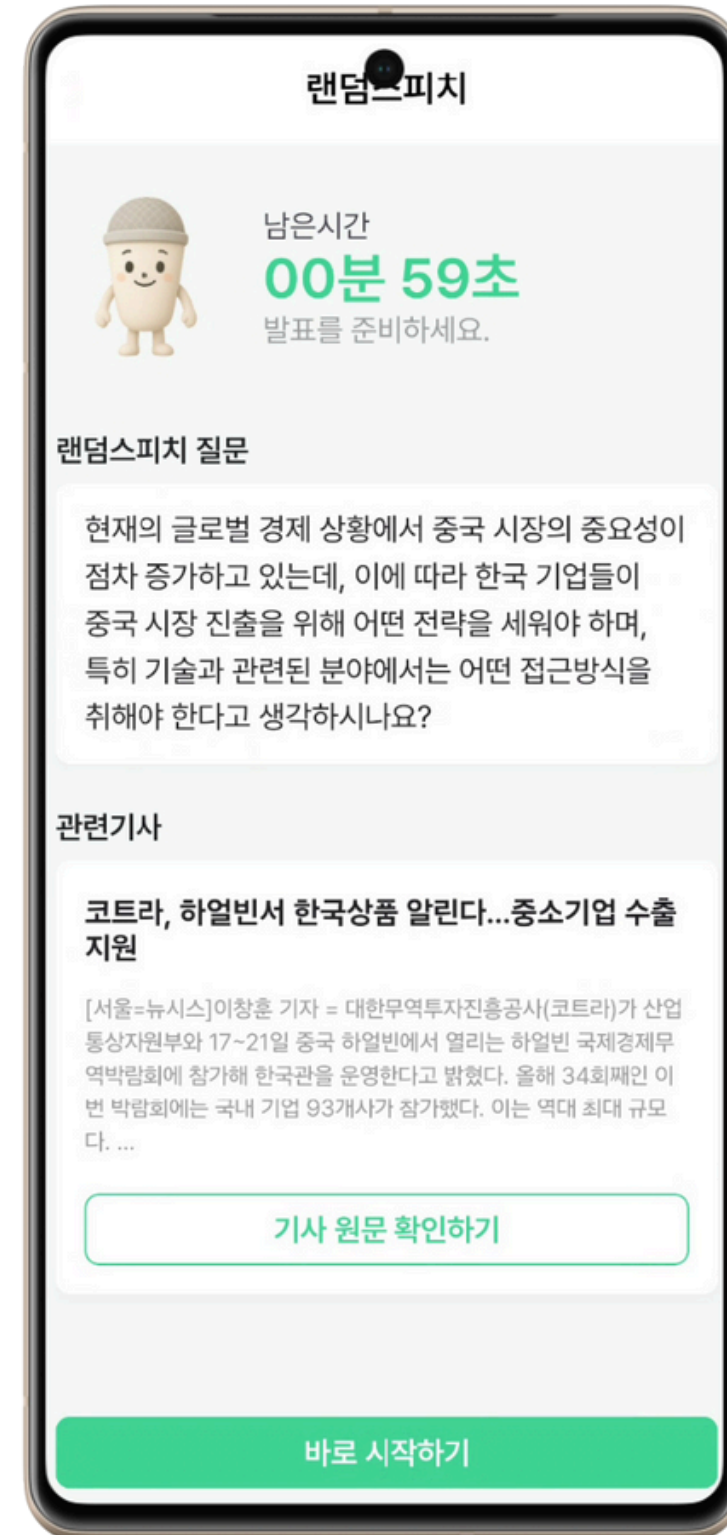 랜덤스피치
남은시간
00분 59초
발표를 준비하세요.
랜덤스피치 질문
현재의 글로벌 경제 상황에서 중국 시장의 중요성이
점차 증가하고 있는데, 이에 따라 한국 기업들이
중국 시장 진출을 위해 어떤 전략을 세워야 하며,
특히 기술과 관련된 분야에서는 어떤 접근방식을
취해야 한다고 생각하시나요?
관련기사
코트라, 하얼빈서 한국상품 알린다...중소기업 수출
지원
[서울=뉴시스]이창훈 기자 = 대한무역투자진흥공사(코트라)가 산업
통상자원부와 17~21일 중국 하얼빈에서 열리는 하얼빈 국제경제무
역박람회에 참가해 한국관을 운영한다고 밝혔다. 올해 34회째인 이
번 박람회에는 국내 기업 93개사가 참가했다. 이는 역대 최대 규모
다. ...
기사 원문 확인하기
바로 시작하기